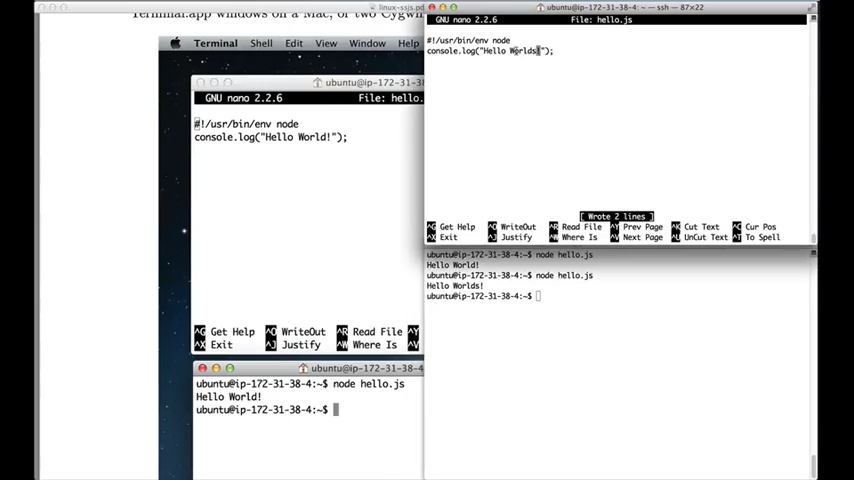 Terminal.app windows on a Mac, or two Cygwin
linux-ssjs.pd
Terminal Shell Edit View Window Help
ubuntu@ip-172-31-3
GNU nano 2.2.6 File: hello.
#!/usr/bin/env node
console.log("Hello World!");
^G Get Help ^O WriteOut ^R Read File ^Y
^X Exit ^J Justify ^W Where Is ^V
ubuntu@ip-172-31-38-4
ubuntu@ip-172-31-38-4:~$ node hello.js
Hello World!
ubuntu@ip-172-31-38-4:~$
ubuntu@ip-172-31-38-4: ~ — ssh — 87×22
GNU nano 2.2.6 File: hello.js
#!/usr/bin/env node
console.log("Hello Worlds!");
[ Wrote 2 lines ]
^G Get Help ^O WriteOut ^R Read File ^Y Prev Page ^K Cut Text ^C Cur Pos
^X Exit ^J Justify ^W Where Is ^V Next Page ^U UnCut Text ^T To Spell
ubuntu@ip-172-31-38-4:~$ node hello.js
Hello World!
ubuntu@ip-172-31-38-4:~$ node hello.js
Hello Worlds!
ubuntu@ip-172-31-38-4:~$